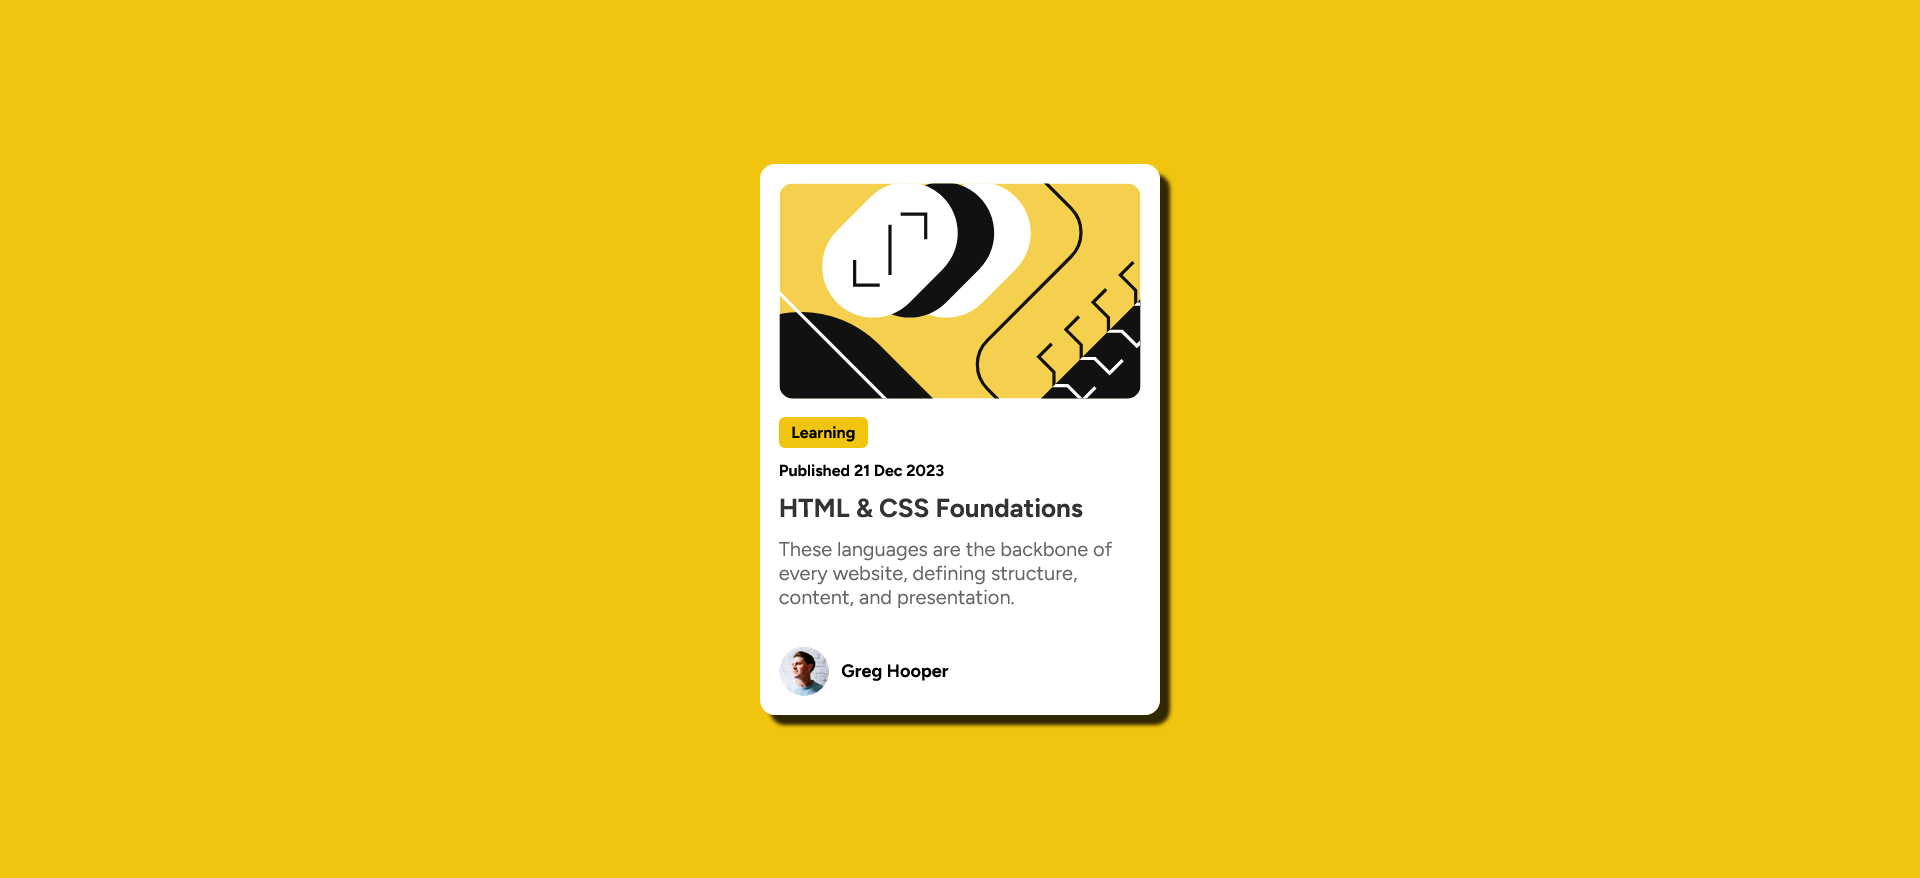 Learning
Published 21 Dec 2023
HTML & CSS Foundations
These languages are the backbone of
every website, defining structure,
content, and presentation.
Greg Hooper